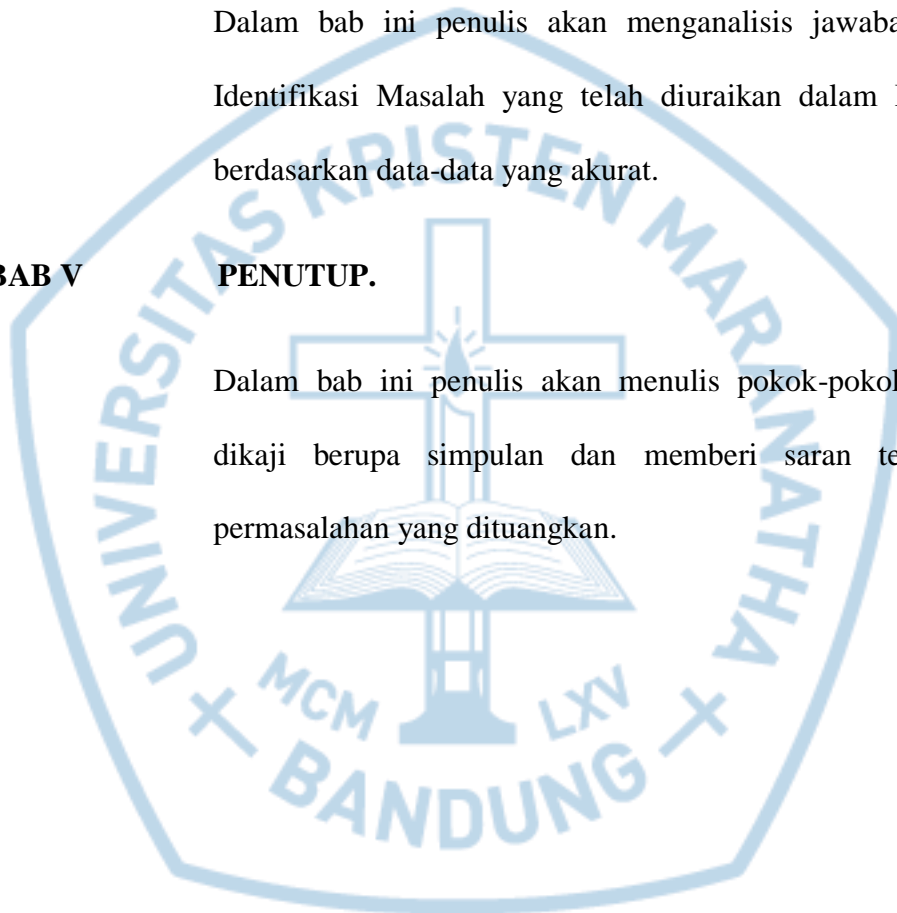 Dalam bab ini penulis akan menganalisis
Identifikasi Masalah yang telah diuraikan dalam
berdasarkan data-data yang akurat.
BAB V PENUTUP.
Dalam bab ini penulis akan menulis
dikaji berupa simpulan dan memberi saran
permasalahan yang dituangkan.
UNIVERSITAS KRISTEN MARANATHA
MCM LXV
BANDUNG